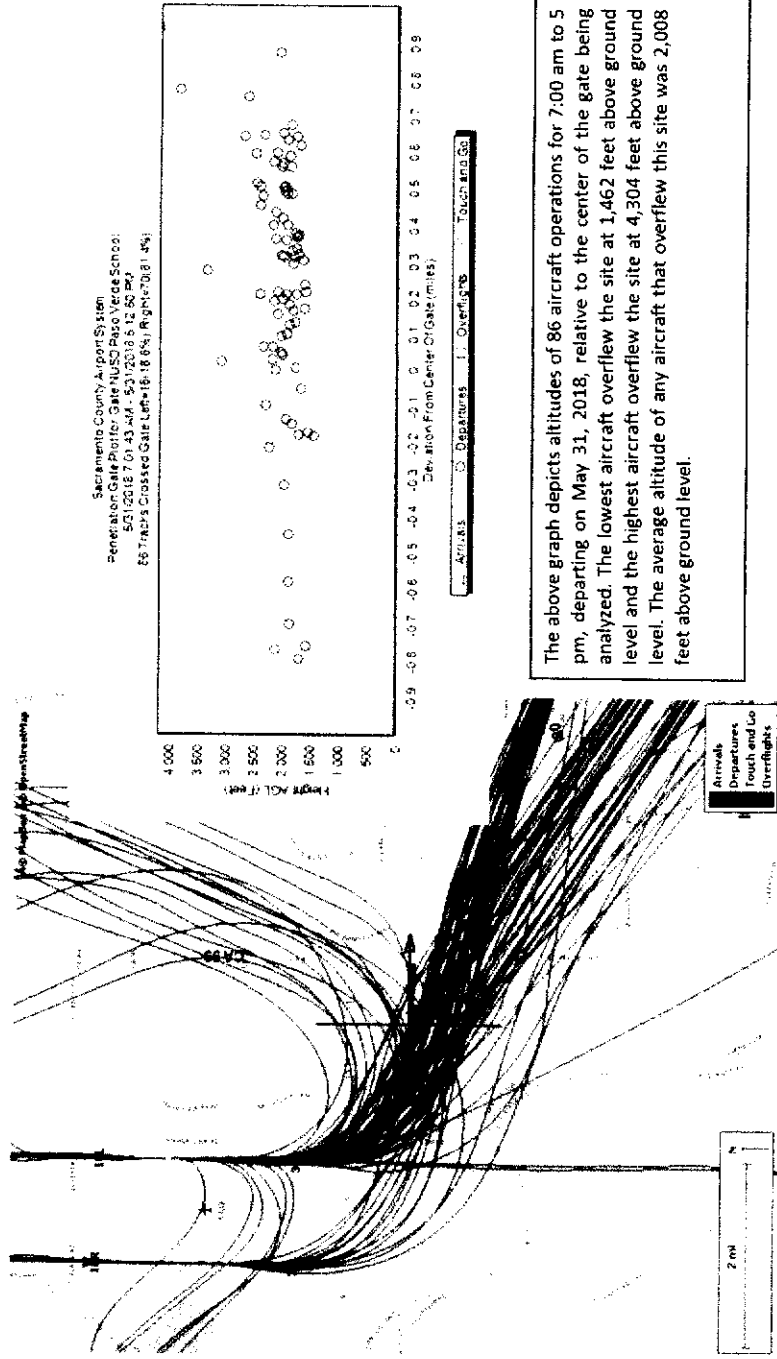 Sacramento County Airport System
Penetration Gate Plot for Gate NUSD Paso Verde School
5/31/2018 7:01:43 AM - 5/31/2018 5:12:50 PM
86 Tracks Crossed Gate Left=16(18.6%) Right=70(81.4%)
Height AGL (Feet)
4 000
3 500
3 000
2 500
2 000
1 500
1 000
500
0
-0.9 -0.8 -0.7 -0.6 -0.5 -0.4 -0.3 -0.2 -0.1 0 0.1 0.2 0.3 0.4 0.5 0.6 0.7 0.8 0.9
Deviation From Center Of Gate (miles)
Arrivals Departures Overflights Touch and Go
The above graph depicts altitudes of 86 aircraft operations for 7:00 am to 5
pm, departing on May 31, 2018, relative to the center of the gate being
analyzed. The lowest aircraft overflew the site at 1,462 feet above ground
level and the highest aircraft overflew the site at 4,304 feet above ground
level. The average altitude of any aircraft that overflew this site was 2,008
feet above ground level.
OpenStreetMap
CA 99
2 mi
Arrivals
Departures
Touch and Go
Overflights